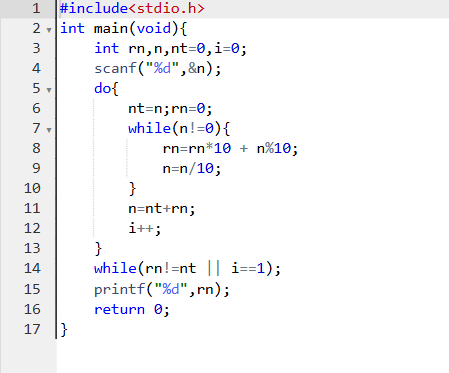 1 #include<stdio.h>
2 int main(void){
3     int rn,n,nt=0,i=0;
4     scanf("%d",&n);
5     do{
6         nt=n;rn=0;
7         while(n!=0){
8             rn=rn*10 + n%10;
9             n=n/10;
10         }
11         n=nt+rn;
12         i++;
13     }
14     while(rn!=nt || i==1);
15     printf("%d",rn);
16     return 0;
17 }